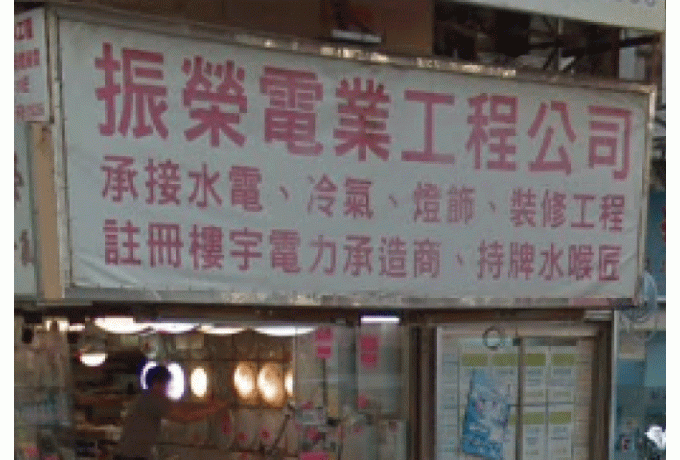 振榮電業工程公司
承接水電、冷氣、燈飾、裝修工程
註冊樓宇電力承造商、持牌水喉匠